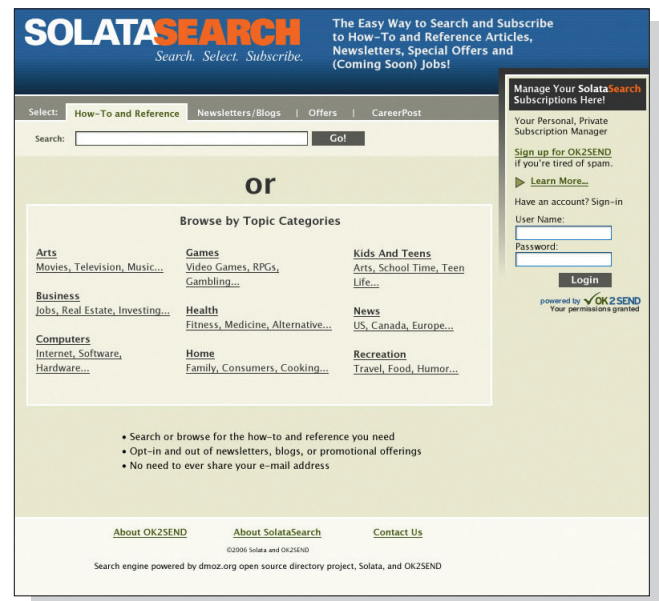 SOLATASEARCH
Search. Select. Subscribe.
The Easy Way to Search and Subscribe
to How-To and Reference Articles,
Newsletters, Special Offers and
(Coming Soon) Jobs!
Select: How-To and Reference Newsletters/Blogs | Offers | CareerPost
Search: Go!
or
Browse by Topic Categories
Arts
Movies, Television, Music...
Business
Jobs, Real Estate, Investing...
Computers
Internet, Software,
Hardware...
Games
Video Games, RPGs,
Gambling...
Health
Fitness, Medicine, Alternative...
Home
Family, Consumers, Cooking...
Kids And Teens
Arts, School Time, Teen
Life...
News
US, Canada, Europe...
Recreation
Travel, Food, Humor...
• Search or browse for the how-to and reference you need
• Opt-in and out of newsletters, blogs, or promotional offerings
• No need to ever share your e-mail address
Manage Your SolataSearch
Subscriptions Here!
Your Personal, Private
Subscription Manager
Sign up for OK2SEND
if you're tired of spam.
Learn More...
Have an account? Sign-in
User Name:
Password:
Login
powered by OK2SEND
Your permissions granted
About OK2SEND About SolataSearch Contact Us
©2006 Solata and OK2SEND
Search engine powered by dmoz.org open source directory project, Solata, and OK2SEND